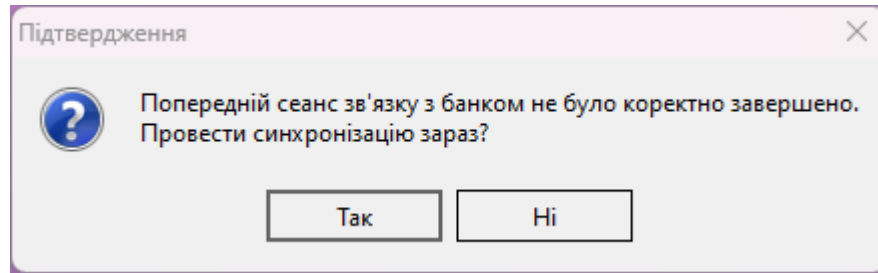 Підтвердження
Попередній сеанс зв'язку з банком не було коректно завершено.
Провести синхронізацію зараз?
Так
Ні